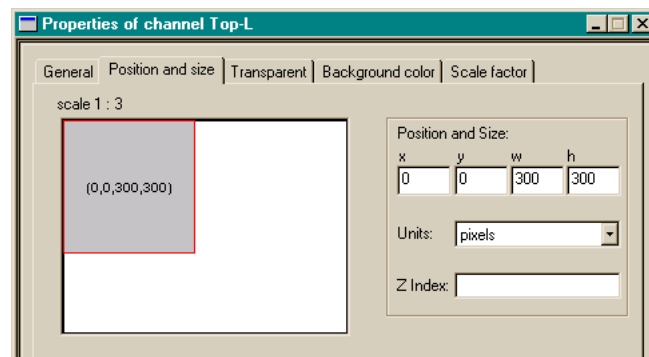 Properties of channel Top-L
General Position and size Transparent Background color Scale factor
scale 1 : 3
(0,0,300,300)
Position and Size:
x y w h
0 0 300 300
Units: pixels
Z Index: